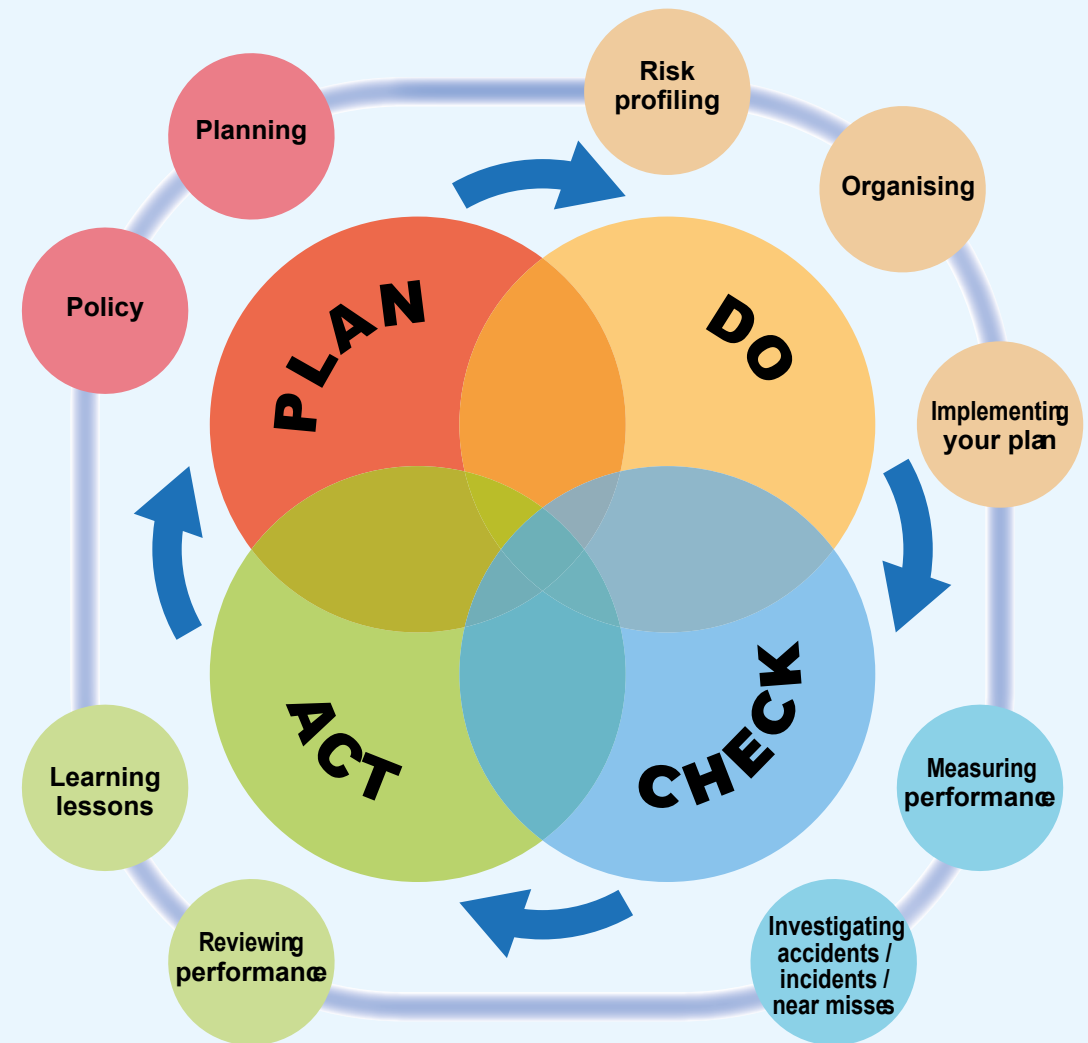 Risk
profiling
Planning
Organising
Policy
PLAN
DO
Implementing
your plan
ACT
CHECK
Learning
lessons
Measuring
performance
Reviewing
performance
Investigating
accidents /
incidents /
near misses